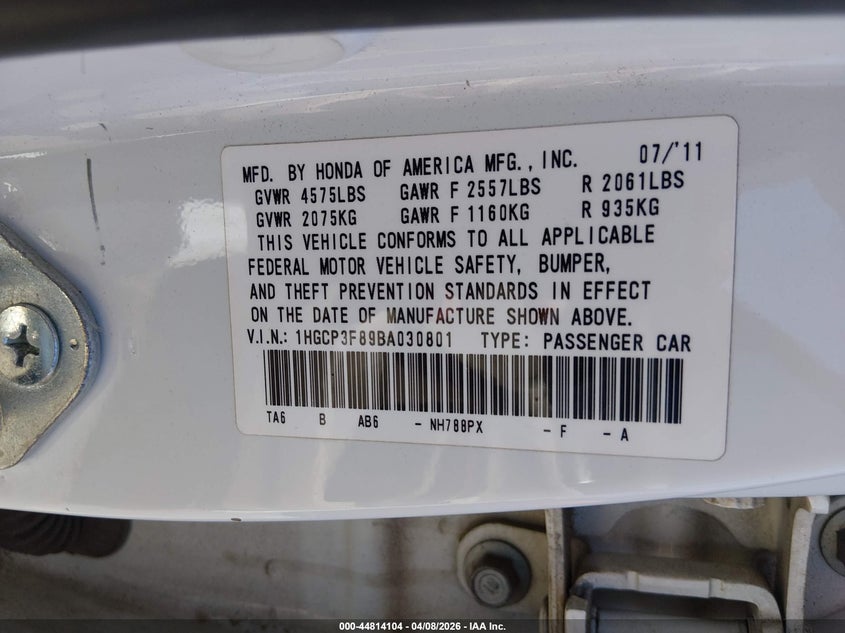 MFD. BY HONDA OF AMERICA MFG., INC. 07/'11
GVWR 4575LBS GAWR F 2557LBS R 2061LBS
GVWR 2075KG GAWR F 1160KG R 935KG
THIS VEHICLE CONFORMS TO ALL APPLICABLE
FEDERAL MOTOR VEHICLE SAFETY, BUMPER,
AND THEFT PREVENTION STANDARDS IN EFFECT
ON THE DATE OF MANUFACTURE SHOWN ABOVE.
V.I.N.: 1HGCP3F89BA030801 TYPE: PASSENGER CAR
TA6 B AB6 - NH788PX - F - A
000-44814104 - 04/08/2026 - IAA Inc.